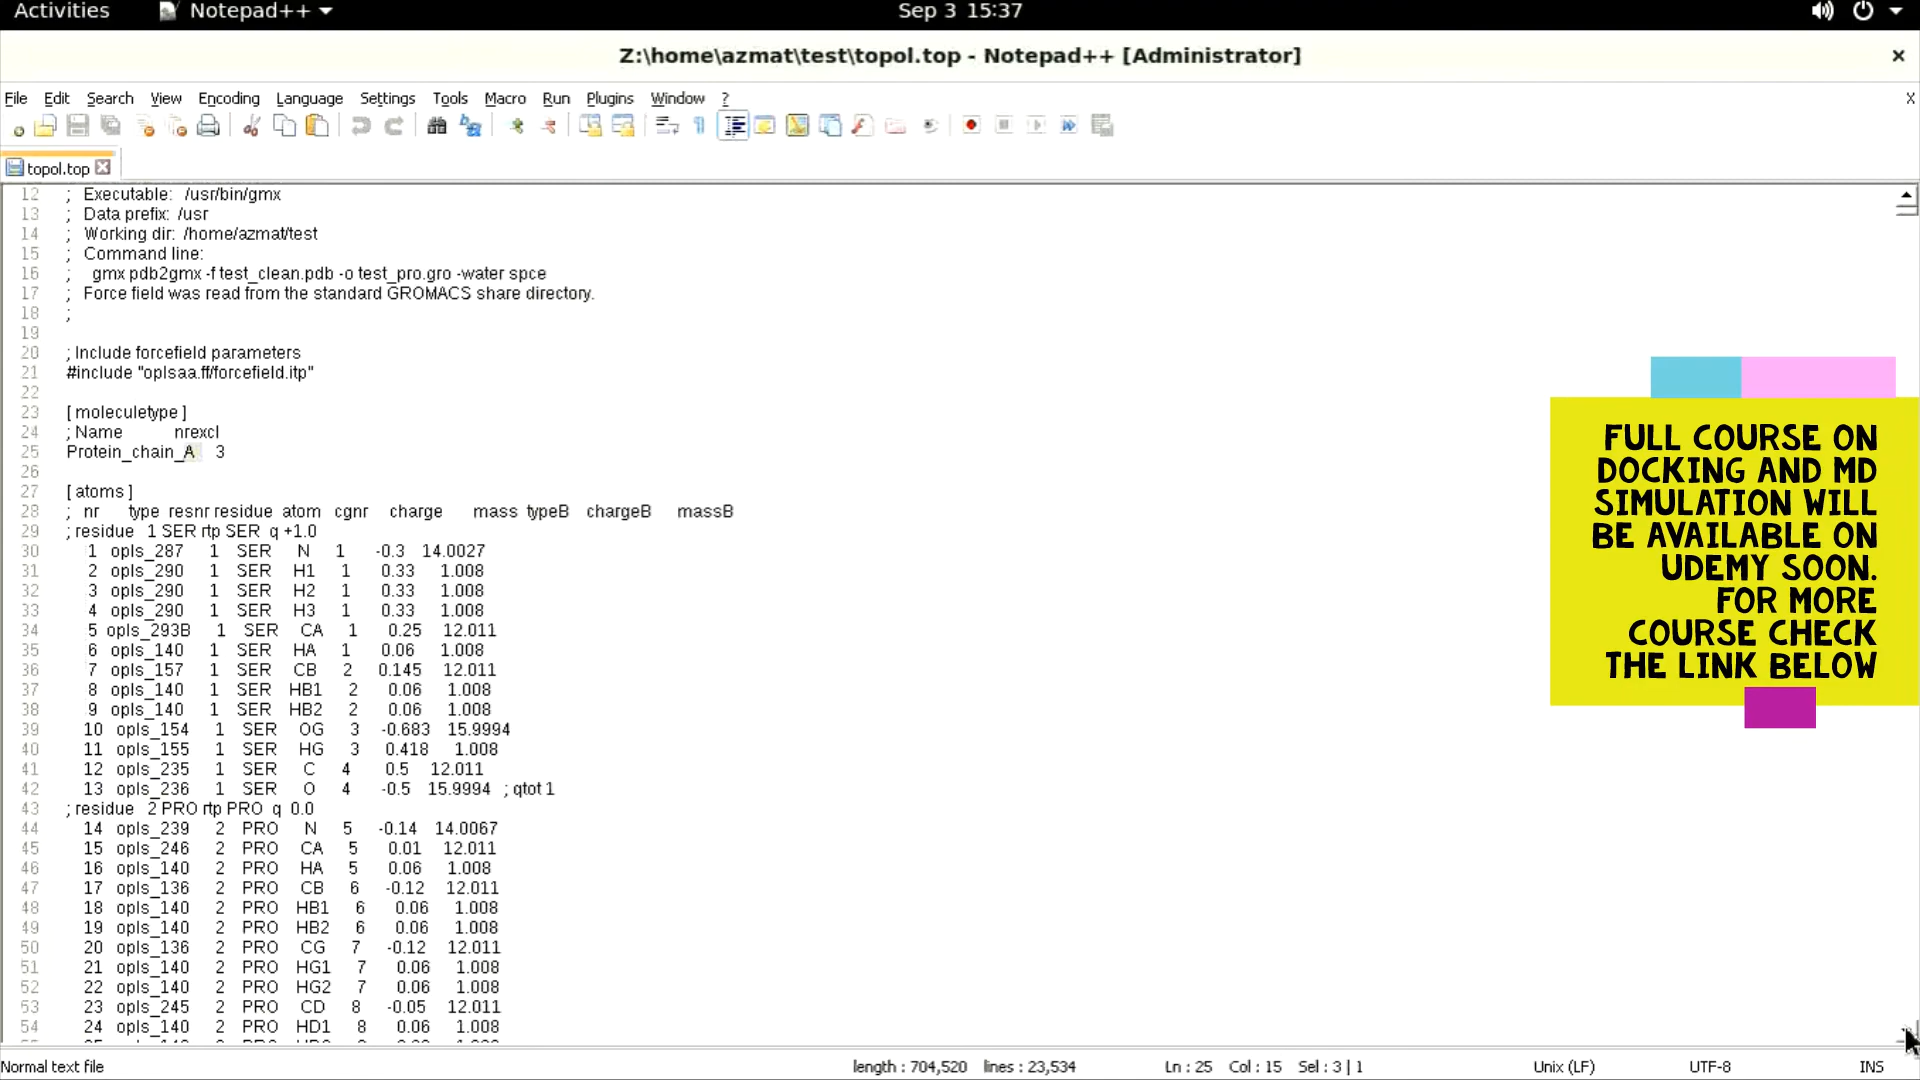 Activities Notepad++ Sep 3 15:37
Z:\home\azmat\test\topol.top - Notepad++ [Administrator]
File Edit Search View Encoding Language Settings Tools Macro Run Plugins Window ? X
topol.top
12 ; Executable: /usr/bin/gmx
13 ; Data prefix: /usr
14 ; Working dir: /home/azmat/test
15 ; Command line:
16 ; gmx pdb2gmx -f test_clean.pdb -o test_pro.gro -water spce
17 ; Force field was read from the standard GROMACS share directory.
18 ;
19
20 ; Include forcefield parameters
21 #include "oplsaa.ff/forcefield.itp"
22
23 [ moleculetype ]
24 ; Name nrexcl
25 Protein_chain_A 3
26
27 [ atoms ]
28 ; nr type resnr residue atom cgnr charge mass typeB chargeB massB
29 ; residue 1 SER rtp SER q +1.0
30 1 opls_287 1 SER N 1 -0.3 14.0027
31 2 opls_290 1 SER H1 1 0.33 1.008
32 3 opls_290 1 SER H2 1 0.33 1.008
33 4 opls_290 1 SER H3 1 0.33 1.008
34 5 opls_293B 1 SER CA 1 0.25 12.011
35 6 opls_140 1 SER HA 1 0.06 1.008
36 7 opls_157 1 SER CB 2 0.145 12.011
37 8 opls_140 1 SER HB1 2 0.06 1.008
38 9 opls_140 1 SER HB2 2 0.06 1.008
39 10 opls_154 1 SER OG 3 -0.683 15.9994
40 11 opls_155 1 SER HG 3 0.418 1.008
41 12 opls_235 1 SER C 4 0.5 12.011
42 13 opls_236 1 SER O 4 -0.5 15.9994 ; qtot 1
43 ; residue 2 PRO rtp PRO q 0.0
44 14 opls_239 2 PRO N 5 -0.14 14.0067
45 15 opls_246 2 PRO CA 5 0.01 12.011
46 16 opls_140 2 PRO HA 5 0.06 1.008
47 17 opls_136 2 PRO CB 6 -0.12 12.011
48 18 opls_140 2 PRO HB1 6 0.06 1.008
49 19 opls_140 2 PRO HB2 6 0.06 1.008
50 20 opls_136 2 PRO CG 7 -0.12 12.011
51 21 opls_140 2 PRO HG1 7 0.06 1.008
52 22 opls_140 2 PRO HG2 7 0.06 1.008
53 23 opls_245 2 PRO CD 8 -0.05 12.011
54 24 opls_140 2 PRO HD1 8 0.06 1.008
FULL COURSE ON
DOCKING AND MD
SIMULATION WILL
BE AVAILABLE ON
UDEMY SOON.
FOR MORE
COURSE CHECK
THE LINK BELOW
Normal text file length : 704,520 lines : 23,534 Ln : 25 Col : 15 Sel : 3 | 1 Unix (LF) UTF-8 INS